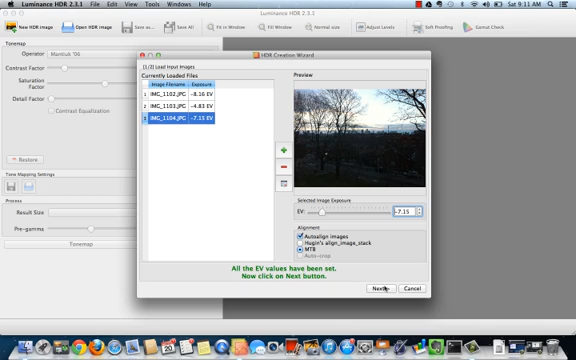 Luminance HDR 2.3.1 File Edit View Tools Windows Help Sat 9:11 AM
Luminance HDR 2.3.1
New HDR image Open HDR image Save as... Save All Fit in Window Fill Window Normal size Adjust Levels Soft Proofing Gamut Check
Tonemap
Operator Mantiuk '06
Contrast Factor
Saturation Factor
Detail Factor
Contrast Equalization
Restore
Tone Mapping Settings
Process
Result Size
Pre-gamma
Tonemap
HDR Creation Wizard
[1/2] Load Input Images
Currently Loaded Files
Image Filename Exposure
1 IMG_1102.JPG -8.16 EV
2 IMG_1103.JPG -4.83 EV
3 IMG_1104.JPG -7.15 EV
Preview
Selected Image Exposure
EV: -7.15
Alignment
Autoalign images
Hugin's align_image_stack
MTB
Auto-crop
All the EV values have been set.
Now click on Next button.
Next
Cancel